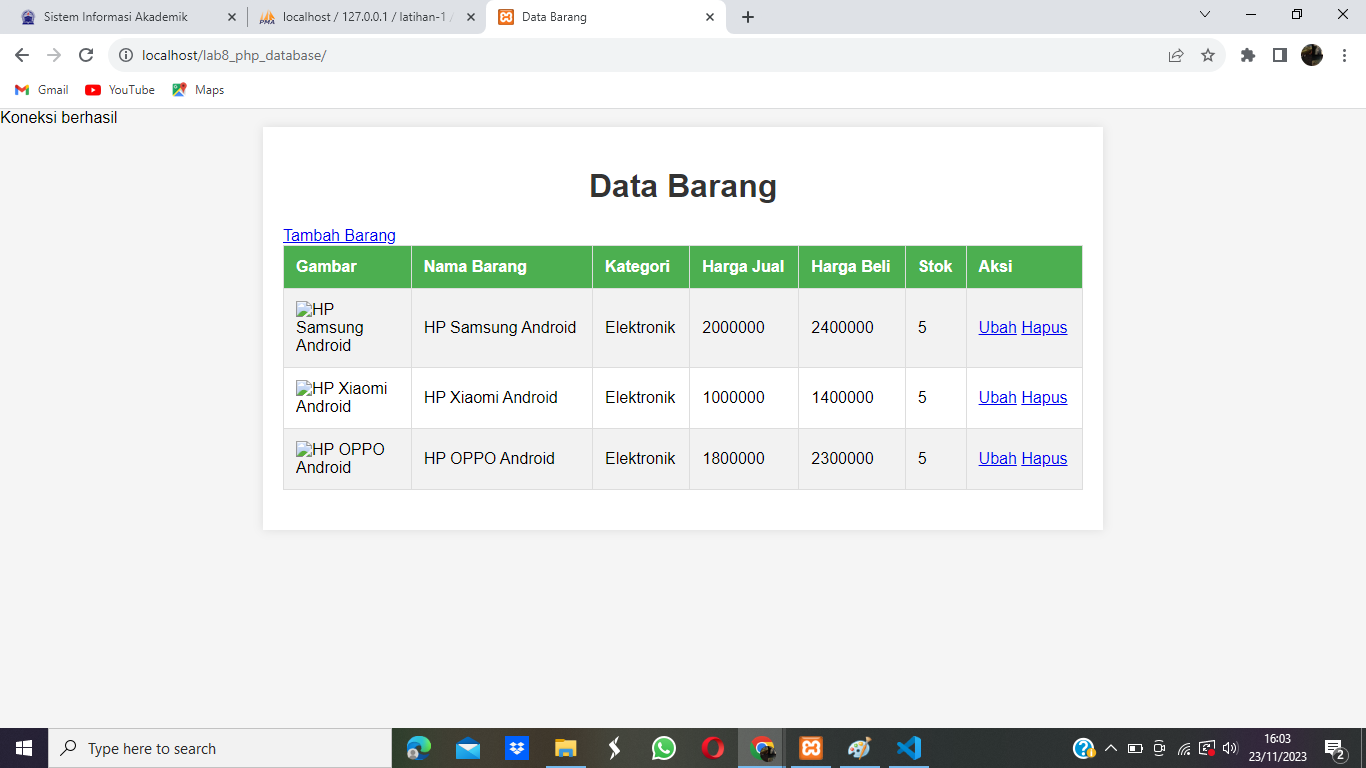 Sistem Informasi Akademik
localhost / 127.0.0.1 / latihan-1
Data Barang
localhost/lab8_php_database/
Gmail YouTube Maps
Koneksi berhasil
Data Barang
Tambah Barang
Gambar Nama Barang Kategori Harga Jual Harga Beli Stok Aksi
HP
Samsung
Android
HP Samsung Android Elektronik 2000000 2400000 5 Ubah Hapus
HP Xiaomi
Android
HP Xiaomi Android Elektronik 1000000 1400000 5 Ubah Hapus
HP OPPO
Android
HP OPPO Android Elektronik 1800000 2300000 5 Ubah Hapus
Type here to search
16:03
23/11/2023
2